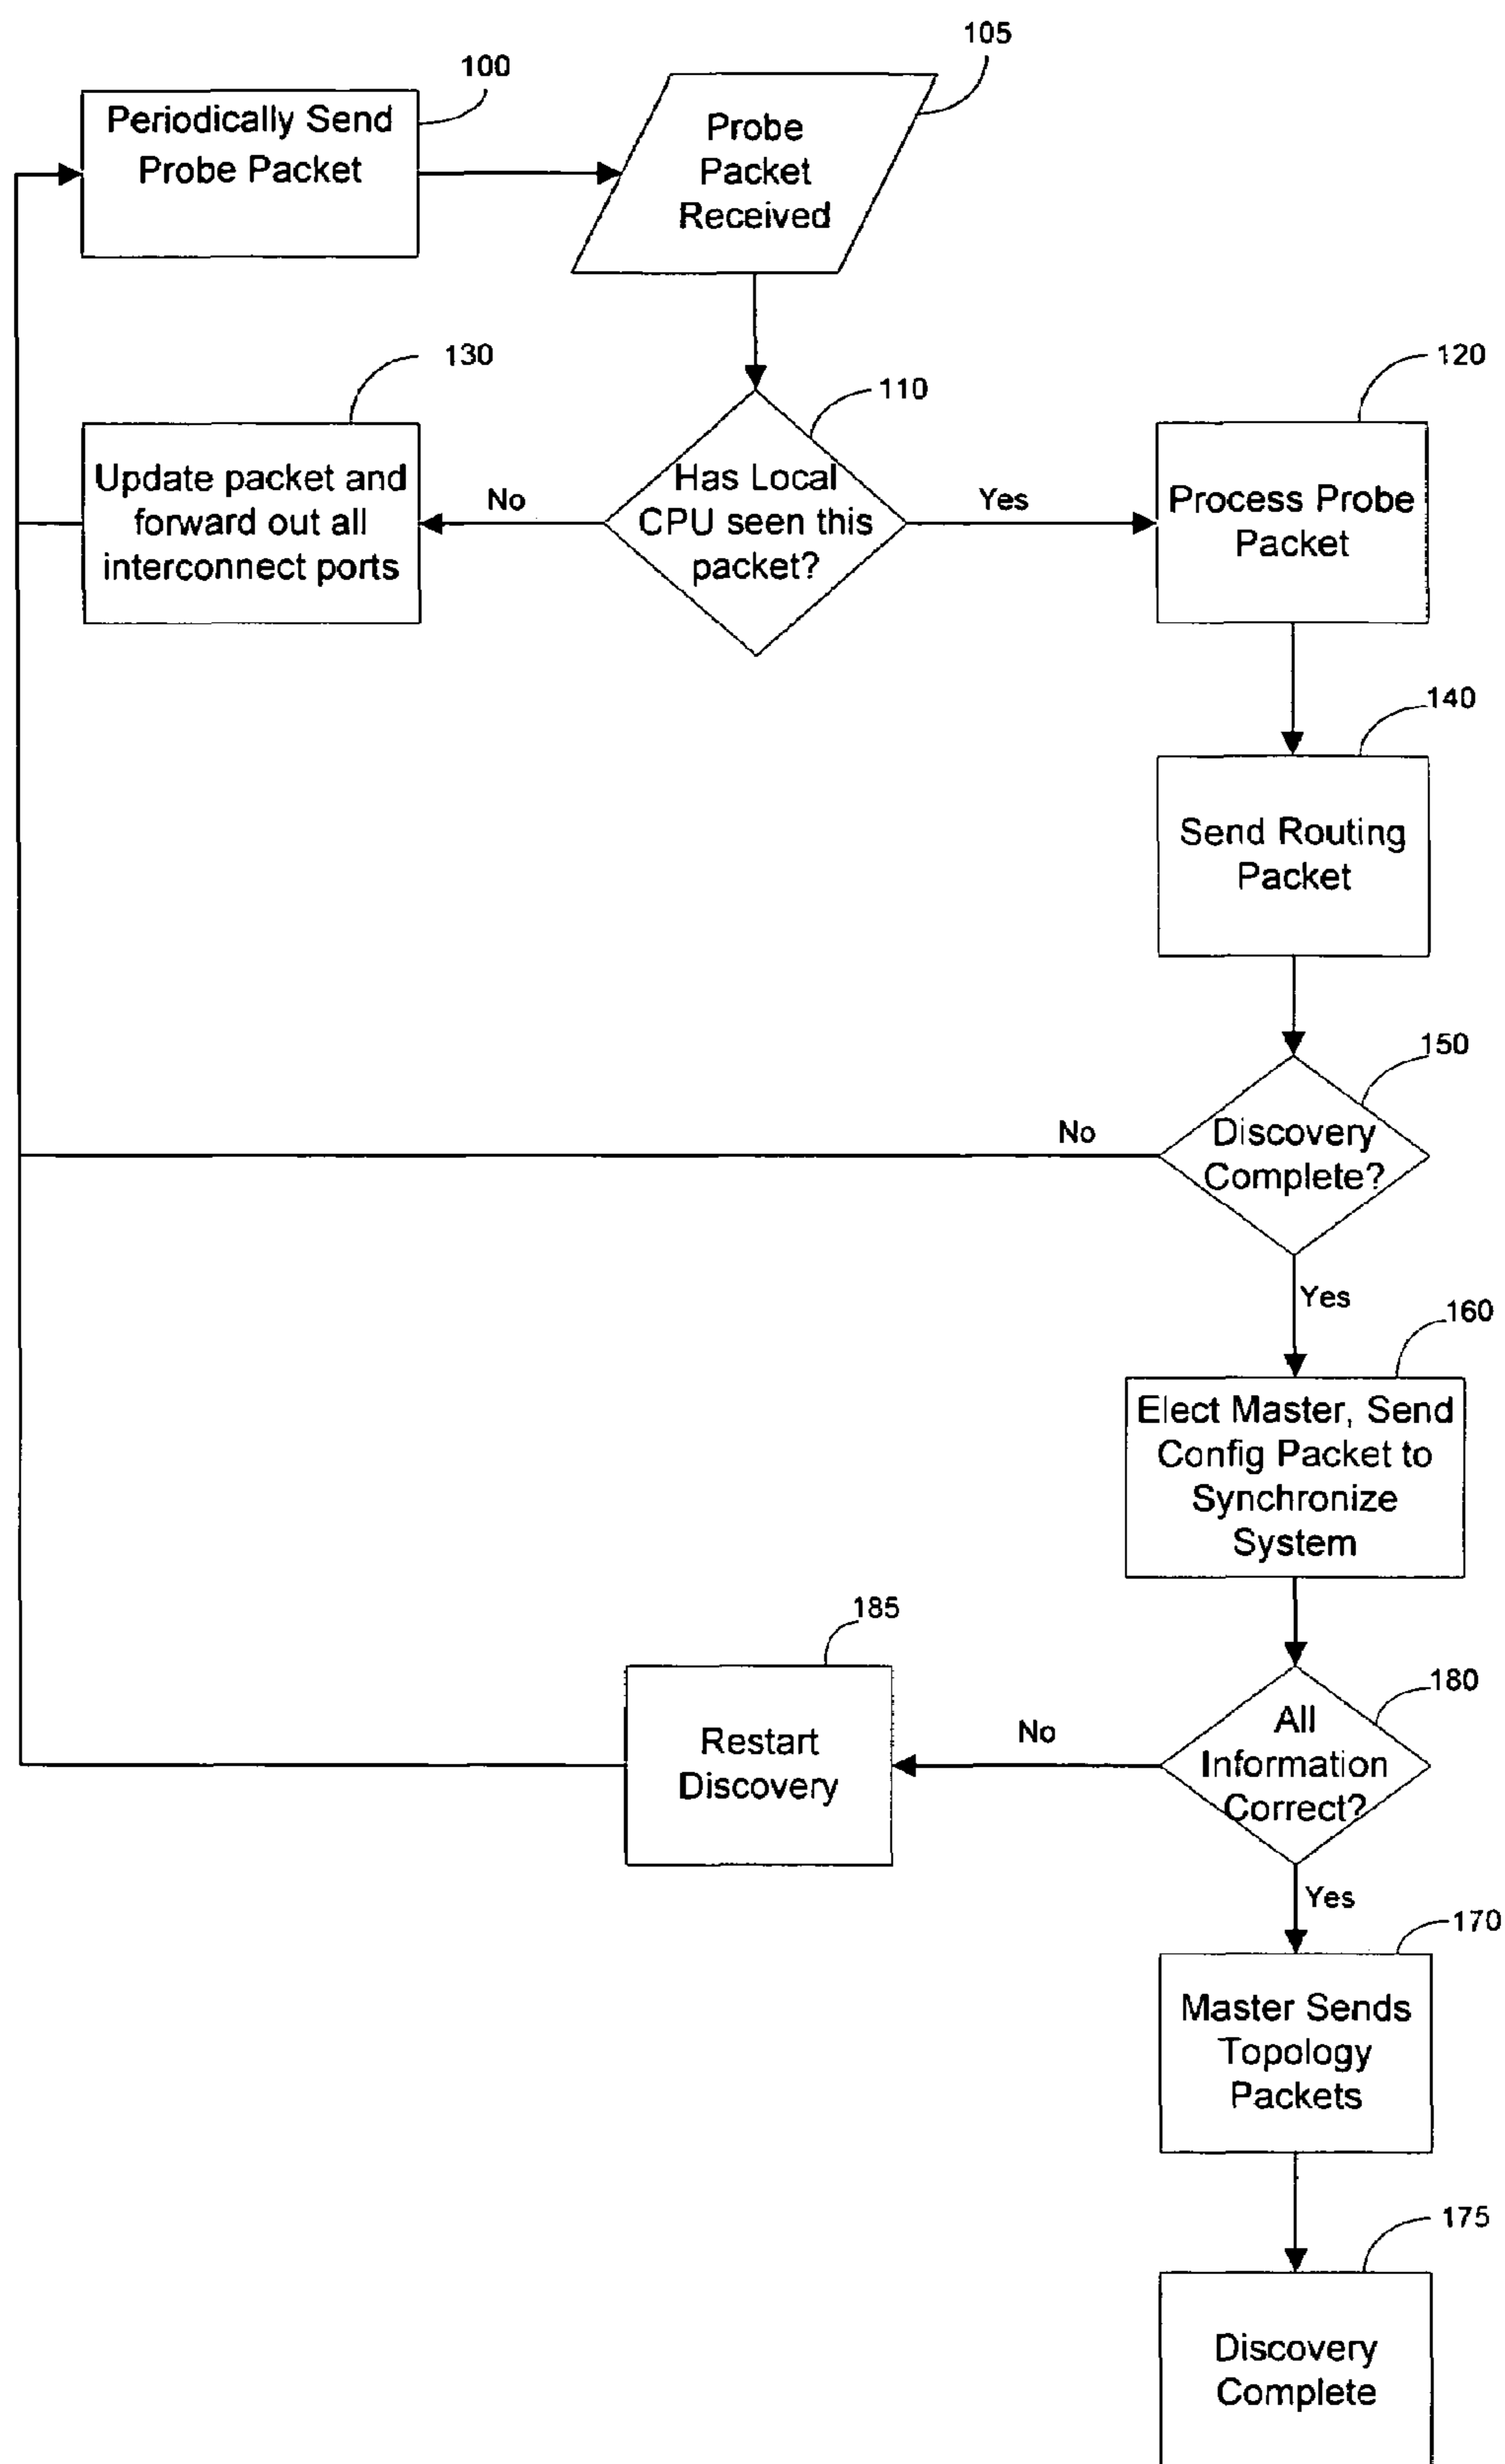 105
100
Periodically Send
Probe Packet
Probe
Packet
Received
130
110
120
Update packet and
forward out all
interconnect ports
No
Has Local
CPU seen this
packet?
Yes
Process Probe
Packet
140
Send Routing
Packet
150
No
Discovery
Complete?
Yes
160
Elect Master, Send
Config Packet to
Synchronize
System
185
180
Restart
Discovery
No
All
Information
Correct?
Yes
170
Master Sends
Topology
Packets
175
Discovery
Complete